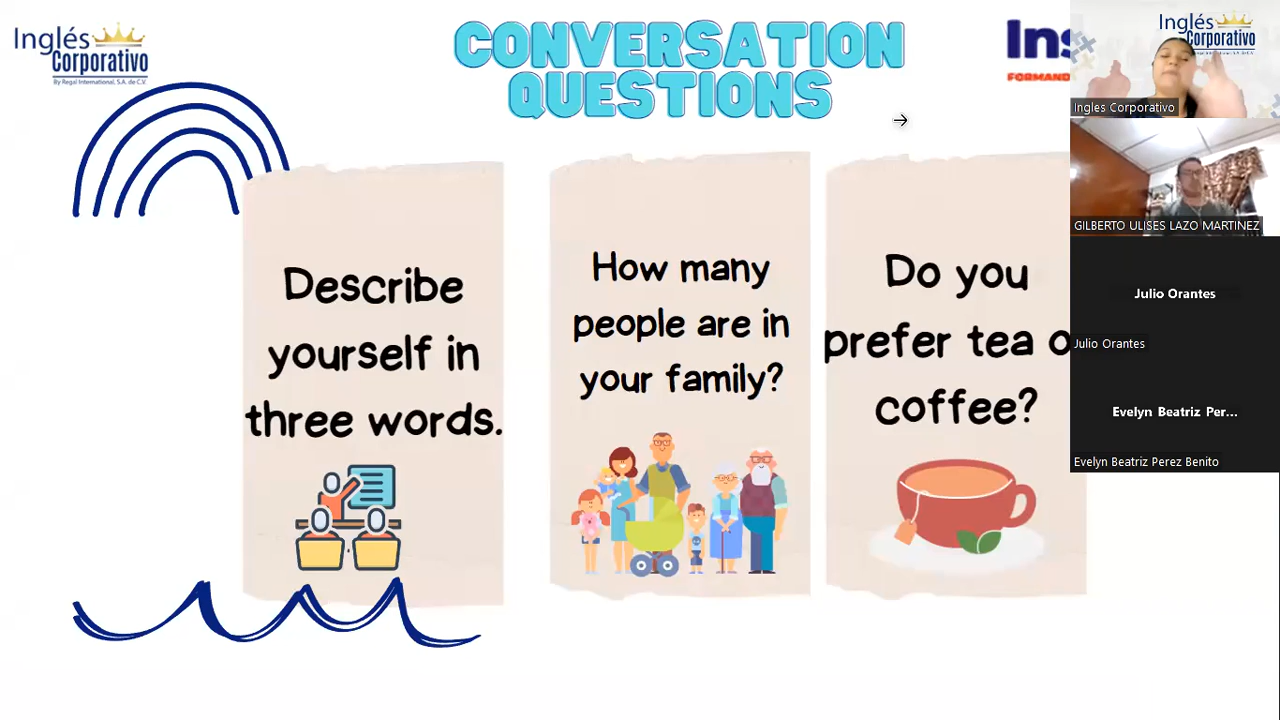 Inglés
Corporativo
By Regal International, S.A. de C.V.
CONVERSATION
QUESTIONS
Ins
FORMAND
Describe
yourself in
three words.
How many
people are in
your family?
Do you
prefer tea o
coffee?
Inglés
Corporativo
Ingles Corporativo
GILBERTO ULISES LAZO MARTINEZ
Julio Orantes
Julio Orantes
Evelyn Beatriz Per...
Evelyn Beatriz Perez Benito